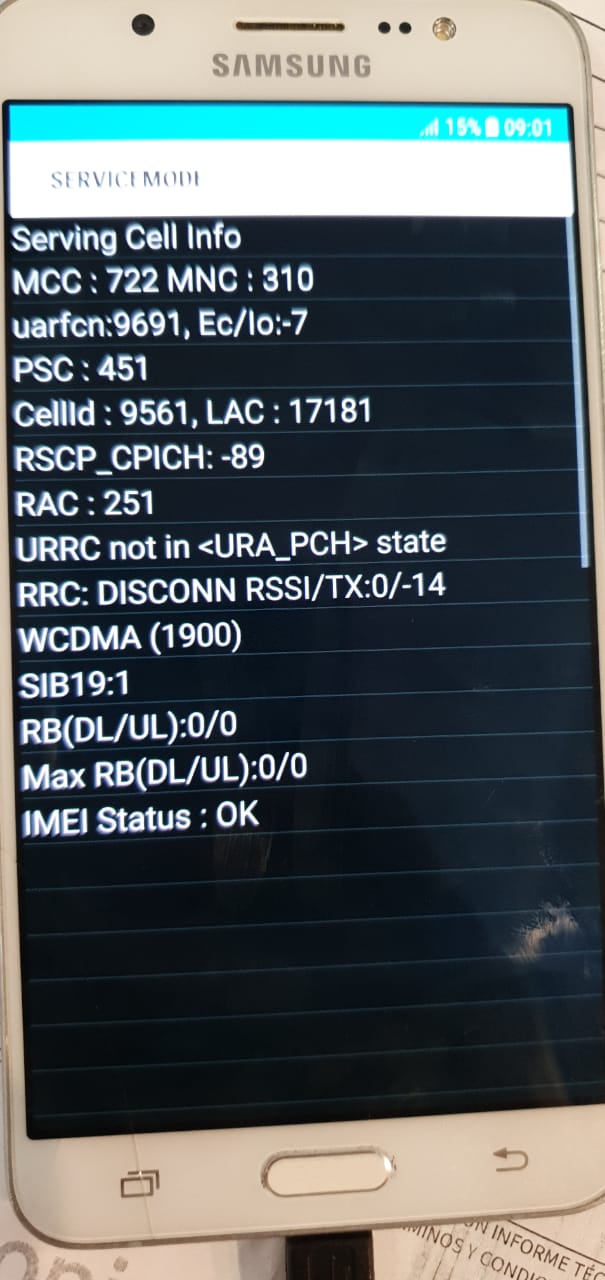 SAMSUNG
15% 09:01
SERVICEMODE
Serving Cell Info
MCC : 722 MNC : 310
uarfcn:9691, Ec/Io:-7
PSC : 451
CellId : 9561, LAC : 17181
RSCP_CPICH: -89
RAC : 251
URRC not in <URA_PCH> state
RRC: DISCONN RSSI/TX:0/-14
WCDMA (1900)
SIB19:1
RB(DL/UL):0/0
Max RB(DL/UL):0/0
IMEI Status : OK
UN INFORME TÉC
MINOS Y CONDI